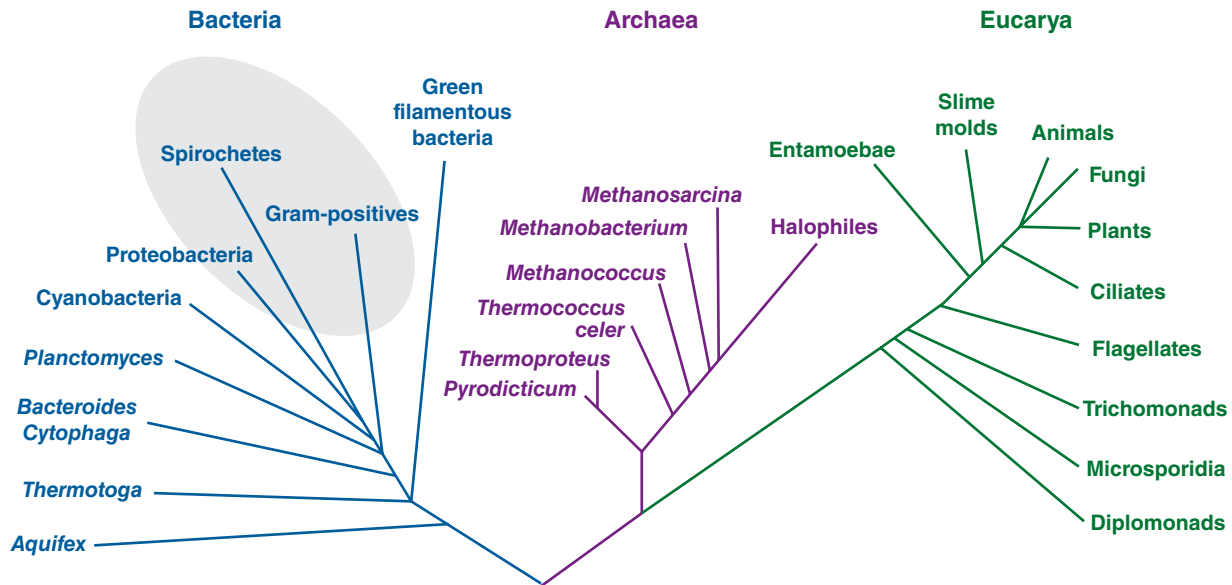 Bacteria
Archaea
Eucarya
Green
filamentous
bacteria
Spirochetes
Gram-positives
Proteobacteria
Cyanobacteria
Planctomyces
Bacteroides
Cytophaga
Thermotoga
Aquifex
Methanosarcina
Methanobacterium
Halophiles
Methanococcus
Thermococcus
celer
Thermoproteus
Pyrodicticum
Entamoebae
Slime
molds
Animals
Fungi
Plants
Ciliates
Flagellates
Trichomonads
Microsporidia
Diplomonads